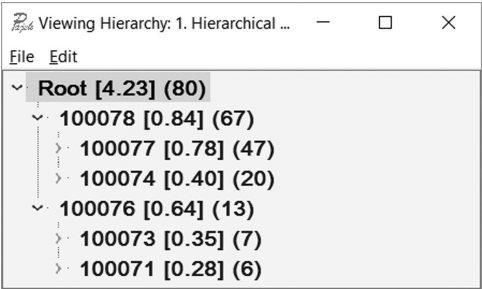 Pajek Viewing Hierarchy: 1. Hierarchical ...
File Edit
Root [4.23] (80)
100078 [0.84] (67)
100077 [0.78] (47)
100074 [0.40] (20)
100076 [0.64] (13)
100073 [0.35] (7)
100071 [0.28] (6)